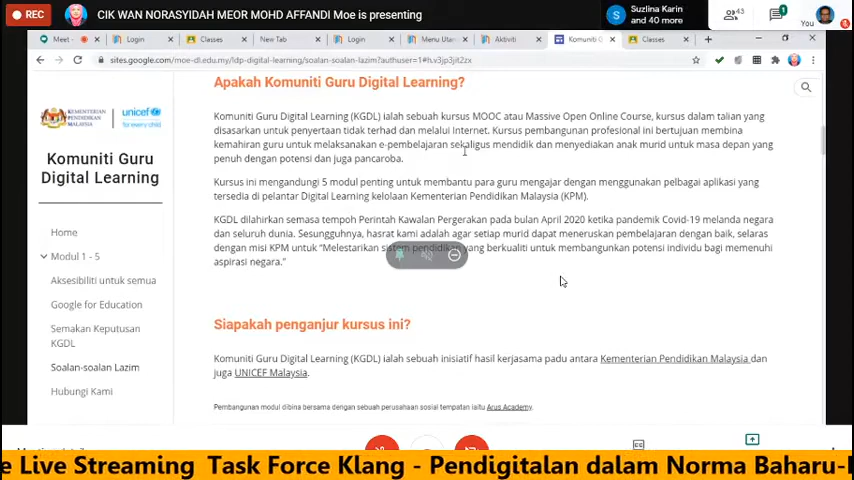 REC
CIK WAN NORASYIDAH MEOR MOHD AFFANDI Moe is presenting
S
Suzlina Karin
and 40 more
43
1
You
Meet -
Login
Classes
New Tab
Login
Menu Uta
Aktiviti
Komuniti G
Classes
sites.google.com/moe-dl.edu.my/ldp-digital-learning/soalan-soalan-lazim?authuser=1#h.v3jp3jit2zx
KEMENTERIAN
PENDIDIKAN
MALAYSIA
unicef
for every child
Komuniti Guru
Digital Learning
Home
Modul 1 - 5
Aksesibiliti untuk semua
Google for Education
Semakan Keputusan
KGDL
Soalan-soalan Lazim
Hubungi Kami
Apakah Komuniti Guru Digital Learning?
Komuniti Guru Digital Learning (KGDL) ialah sebuah kursus MOOC atau Massive Open Online Course, kursus dalam talian yang
disasarkan untuk penyertaan tidak terhad dan melalui Internet. Kursus pembangunan profesional ini bertujuan membina
kemahiran guru untuk melaksanakan e-pembelajaran sekaligus mendidik dan menyediakan anak murid untuk masa depan yang
penuh dengan potensi dan juga pancaroba.
Kursus ini mengandungi 5 modul penting untuk membantu para guru mengajar dengan menggunakan pelbagai aplikasi yang
tersedia di pelantar Digital Learning kelolaan Kementerian Pendidikan Malaysia (KPM).
KGDL dilahirkan semasa tempoh Perintah Kawalan Pergerakan pada bulan April 2020 ketika pandemik Covid-19 melanda negara
dan seluruh dunia. Sesungguhnya, hasrat kami adalah agar setiap murid dapat meneruskan pembelajaran dengan baik, selaras
dengan misi KPM untuk “Melestarikan sistem pendidikan yang berkualiti untuk membangunkan potensi individu bagi memenuhi
aspirasi negara.”
Siapakah penganjur kursus ini?
Komuniti Guru Digital Learning (KGDL) ialah sebuah inisiatif hasil kerjasama padu antara Kementerian Pendidikan Malaysia dan
juga UNICEF Malaysia.
Pembangunan modul dibina bersama dengan sebuah perusahaan sosial tempatan iaitu Arus Academy.
e Live Streaming Task Force Klang - Pendigitalan dalam Norma Baharu-